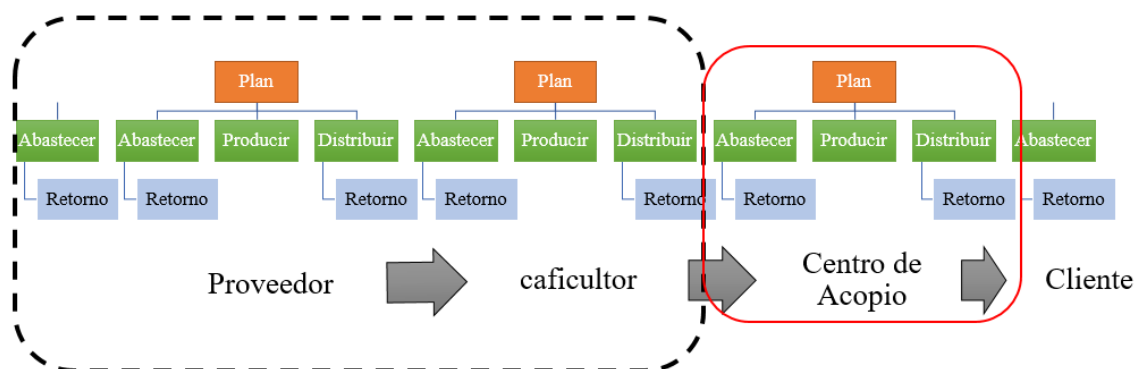 Plan Plan Plan
Abastecer Abastecer Producir Distribuir Abastecer Producir Distribuir Abastecer Producir Distribuir Abastecer
Retorno Retorno Retorno Retorno Retorno Retorno Retorno Retorno
Proveedor caficultor Centro de Cliente
Acopio